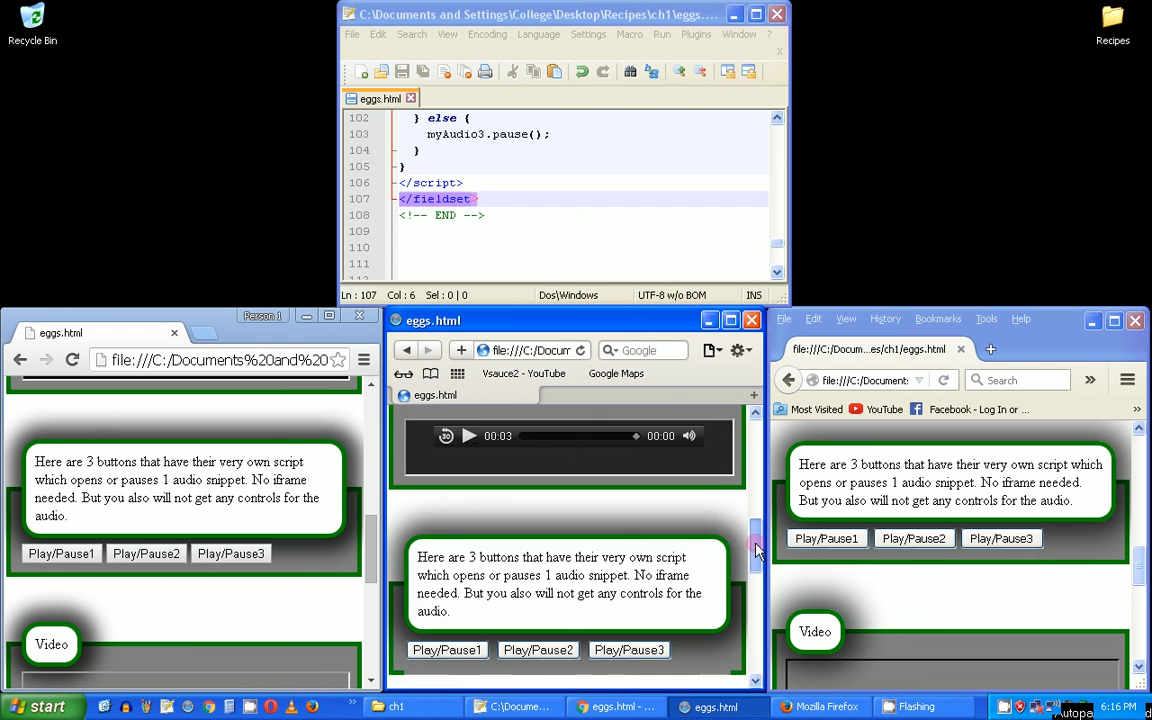 Recycle Bin
Recipes
C:\Documents and Settings\College\Desktop\Recipes\ch1\eggs....
File Edit Search View Encoding Language Settings Macro Run Plugins Window ?
X
eggs.html
102 } else {
103 myAudio3.pause();
104 }
105 }
106 </script>
107 </fieldset>
108 <!-- END -->
109
110
111
112
Ln : 107 Col : 6 Sel : 0 | 0 Dos\Windows UTF-8 w/o BOM INS
Person 1
eggs.html
file:///C:/Documents%20and%20
Here are 3 buttons that have their very own script
which opens or pauses 1 audio snippet. No iframe
needed. But you also will not get any controls for the
audio.
Play/Pause1 Play/Pause2 Play/Pause3
Video
eggs.html
file:///C:/Docum
Google
Vsauce2 - YouTube Google Maps
eggs.html
30 00:03 00:00
Here are 3 buttons that have their very own script
which opens or pauses 1 audio snippet. No iframe
needed. But you also will not get any controls for the
audio.
Play/Pause1 Play/Pause2 Play/Pause3
File Edit View History Bookmarks Tools Help
file:///C:/Docum...es/ch1/eggs.html
file:///C:/Document:
Search
Most Visited YouTube Facebook - Log In or ...
Here are 3 buttons that have their very own script which
opens or pauses 1 audio snippet. No iframe needed.
But you also will not get any controls for the audio.
Play/Pause1 Play/Pause2 Play/Pause3
Video
start ch1 C:\Docume... eggs.html - ... eggs.html Mozilla Firefox Flashing 6:16 PM